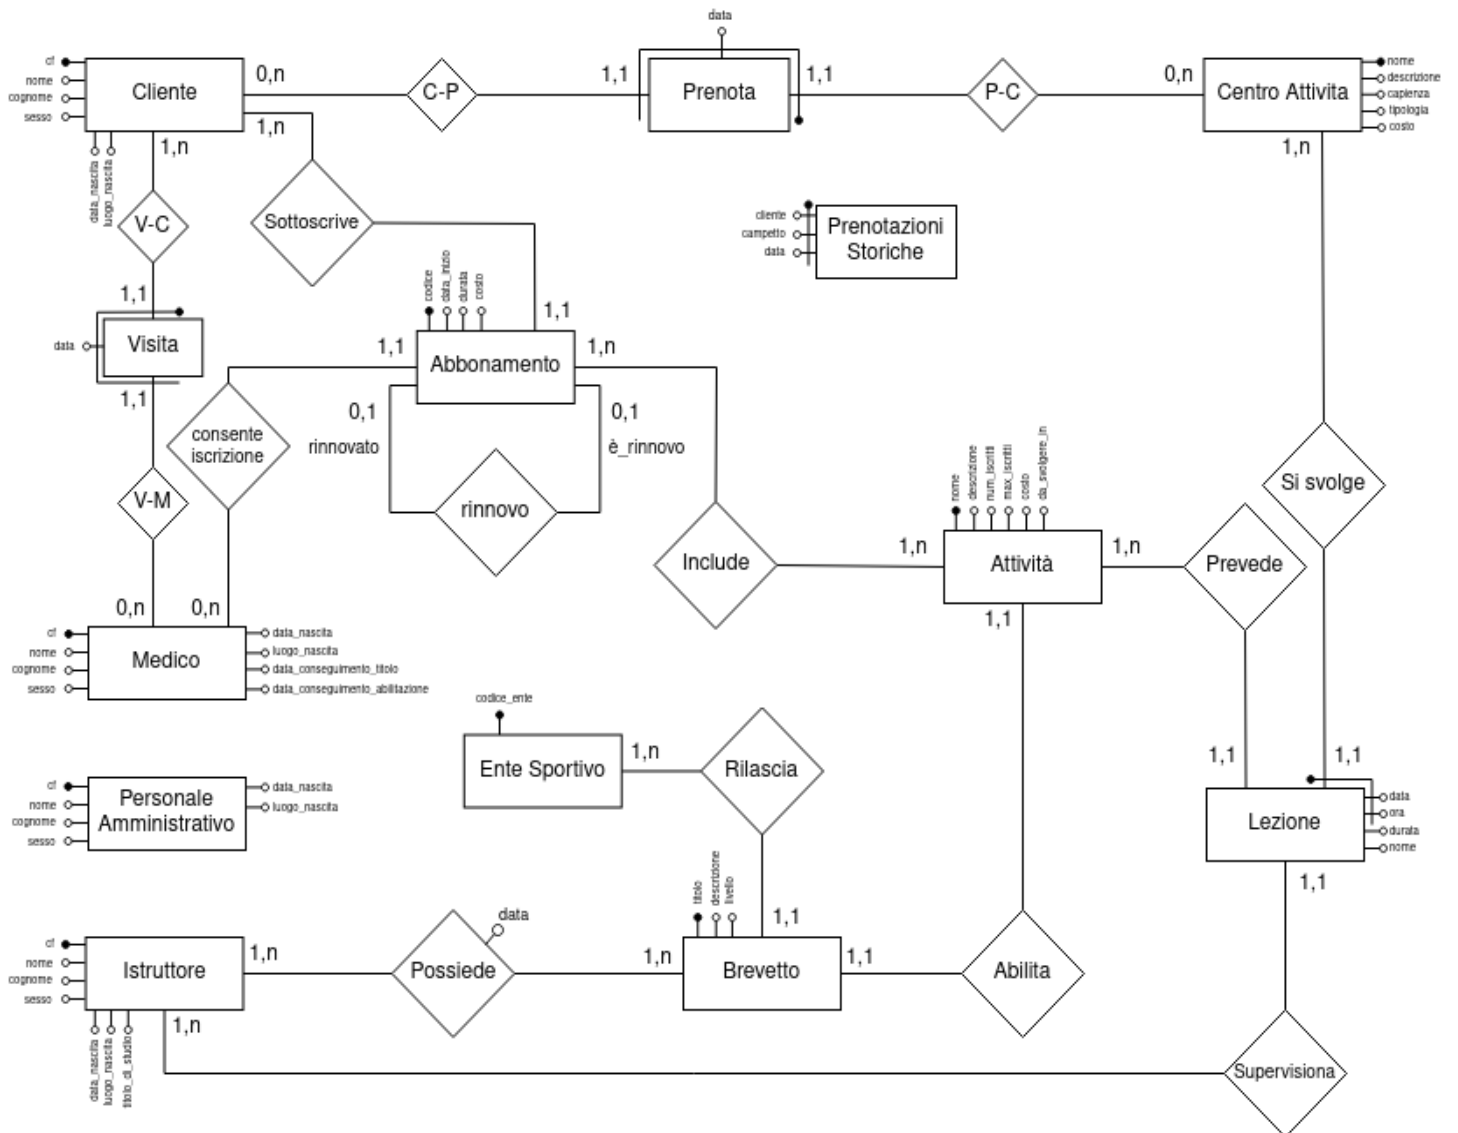 data
cf
nome
cognome
sesso
data_nascita
luogo_nascita
Cliente
0,n
C-P
1,1
Prenota
1,1
P-C
0,n
Centro Attivita
nome
descrizione
capienza
tipologia
costo
1,n
1,n
1,n
V-C
Sottoscrive
cliente
campetto
data
Prenotazioni
Storiche
1,1
data
Visita
1,1
codice
data_inizio
durata
costo
1,1
1,1
Abbonamento
1,n
consente
iscrizione
0,1
rinnovato
0,1
è_rinnovo
rinnovo
V-M
0,n
0,n
Include
nome
descrizione
num_iscritti
max_iscritti
costo
da_svolgere_in
1,n
Attività
1,n
Prevede
Si svolge
1,1
cf
nome
cognome
sesso
Medico
data_nascita
luogo_nascita
data_conseguimento_titolo
data_conseguimento_abilitazione
codice_ente
Ente Sportivo
1,n
Rilascia
1,1
1,1
Lezione
data
ora
durata
nome
1,1
cf
nome
cognome
sesso
Personale
Amministrativo
data_nascita
luogo_nascita
titolo
descrizione
livello
1,1
cf
nome
cognome
sesso
Istruttore
1,n
Possiede
data
1,n
Brevetto
1,1
Abilita
data_nascita
luogo_nascita
titolo_di_studio
1,n
Supervisiona